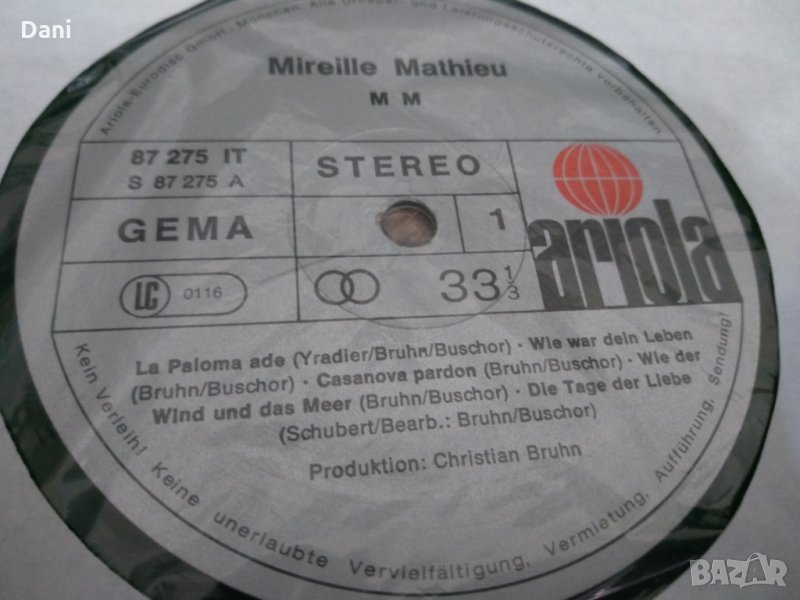 Dani
Ariola-Eurodisc GmbH., München. Alle Urheber- und Leistungsschutzrechte vorbehalten.
Mireille Mathieu
M M
87 275 IT
S 87 275 A
STEREO
GEMA
1
LC 0116
33 1/3
ariola
La Paloma ade (Yradier/Bruhn/Buschor) · Wie war dein Leben
(Bruhn/Buschor) · Casanova pardon (Bruhn/Buschor) · Wie der
Wind und das Meer (Bruhn/Buschor) · Die Tage der Liebe
(Schubert/Bearb.: Bruhn/Buschor)
Produktion: Christian Bruhn
Kein Verleih! Keine unerlaubte Vervielfältigung, Vermietung, Aufführung, Sendung!
BAZAR